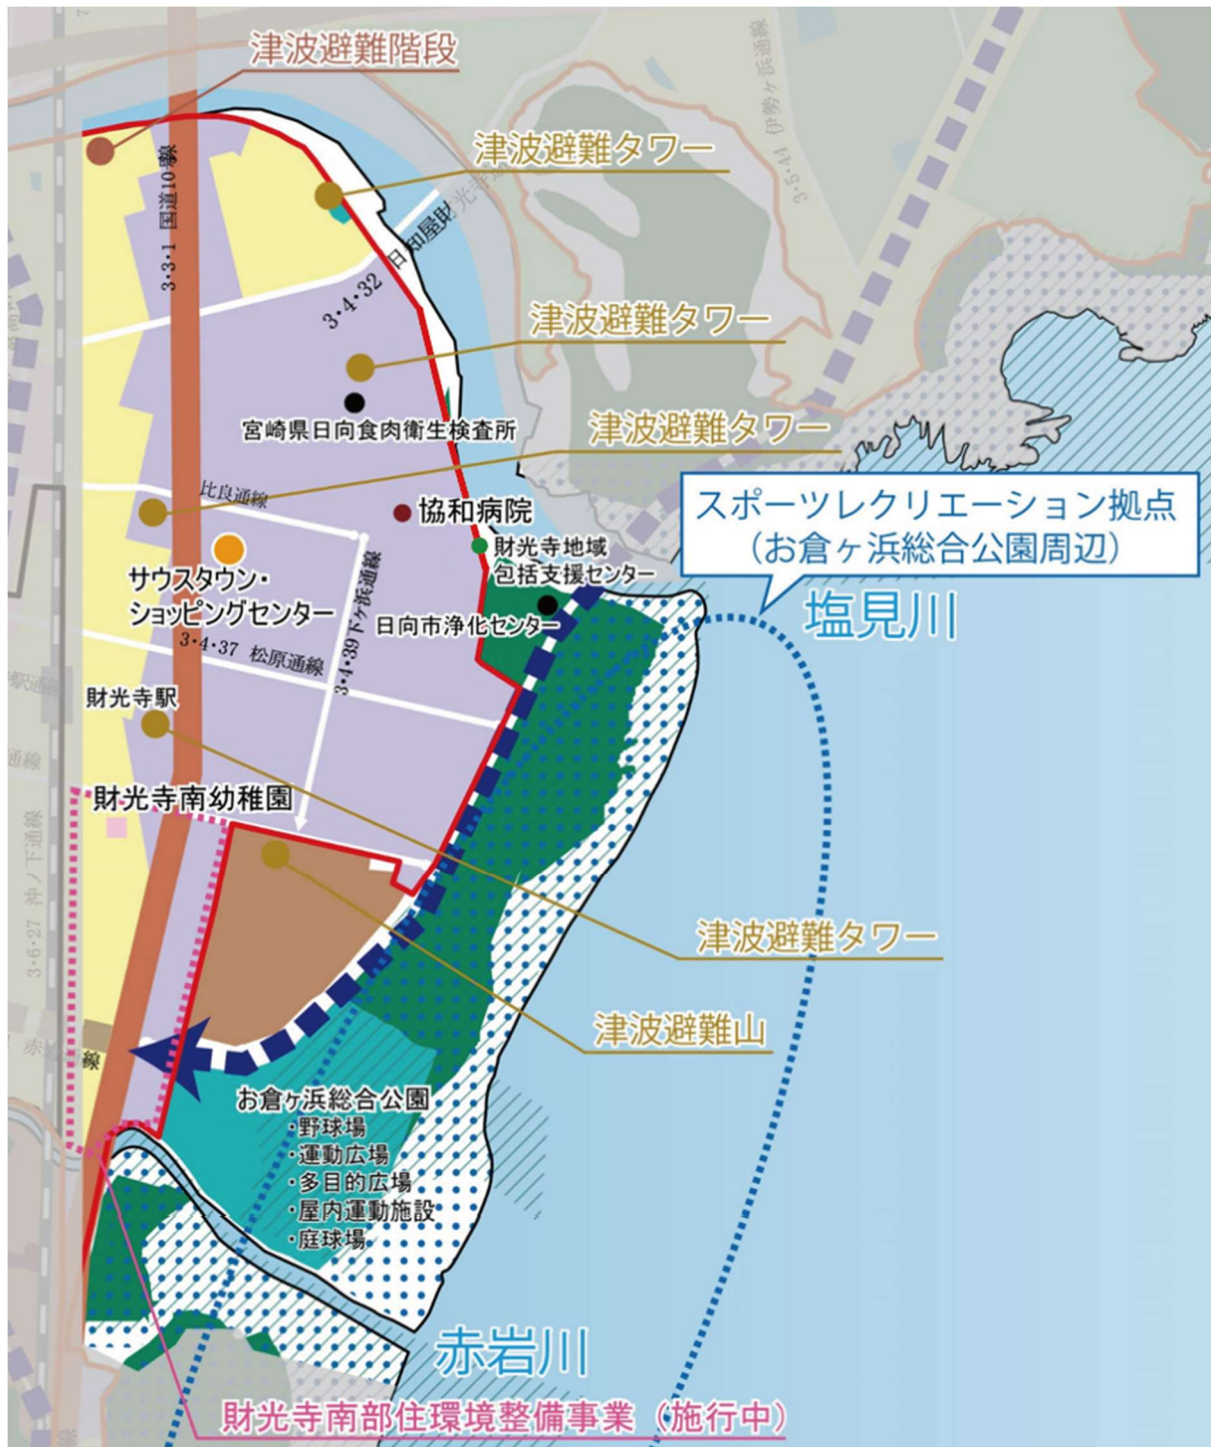 津波避難階段
津波避難タワー
3・3・1 国道10号線
3・5・44 伊勢ヶ浜通線
日知屋財光寺通線
3・4・32
津波避難タワー
宮崎県日向食肉衛生検査所
津波避難タワー
比良通線
協和病院
スポーツレクリエーション拠点
(お倉ヶ浜総合公園周辺)
財光寺地域
包括支援センター
サウスタウン・
ショッピングセンター
日向市浄化センター
塩見川
3・4・37 松原通線
3・4・39下ヶ浜通線
財光寺駅
財光寺南幼稚園
3・6・27 沖ノ下通線
津波避難タワー
津波避難山
お倉ヶ浜総合公園
・野球場
・運動広場
・多目的広場
・屋内運動施設
・庭球場
赤岩川
財光寺南部住環境整備事業(施行中)